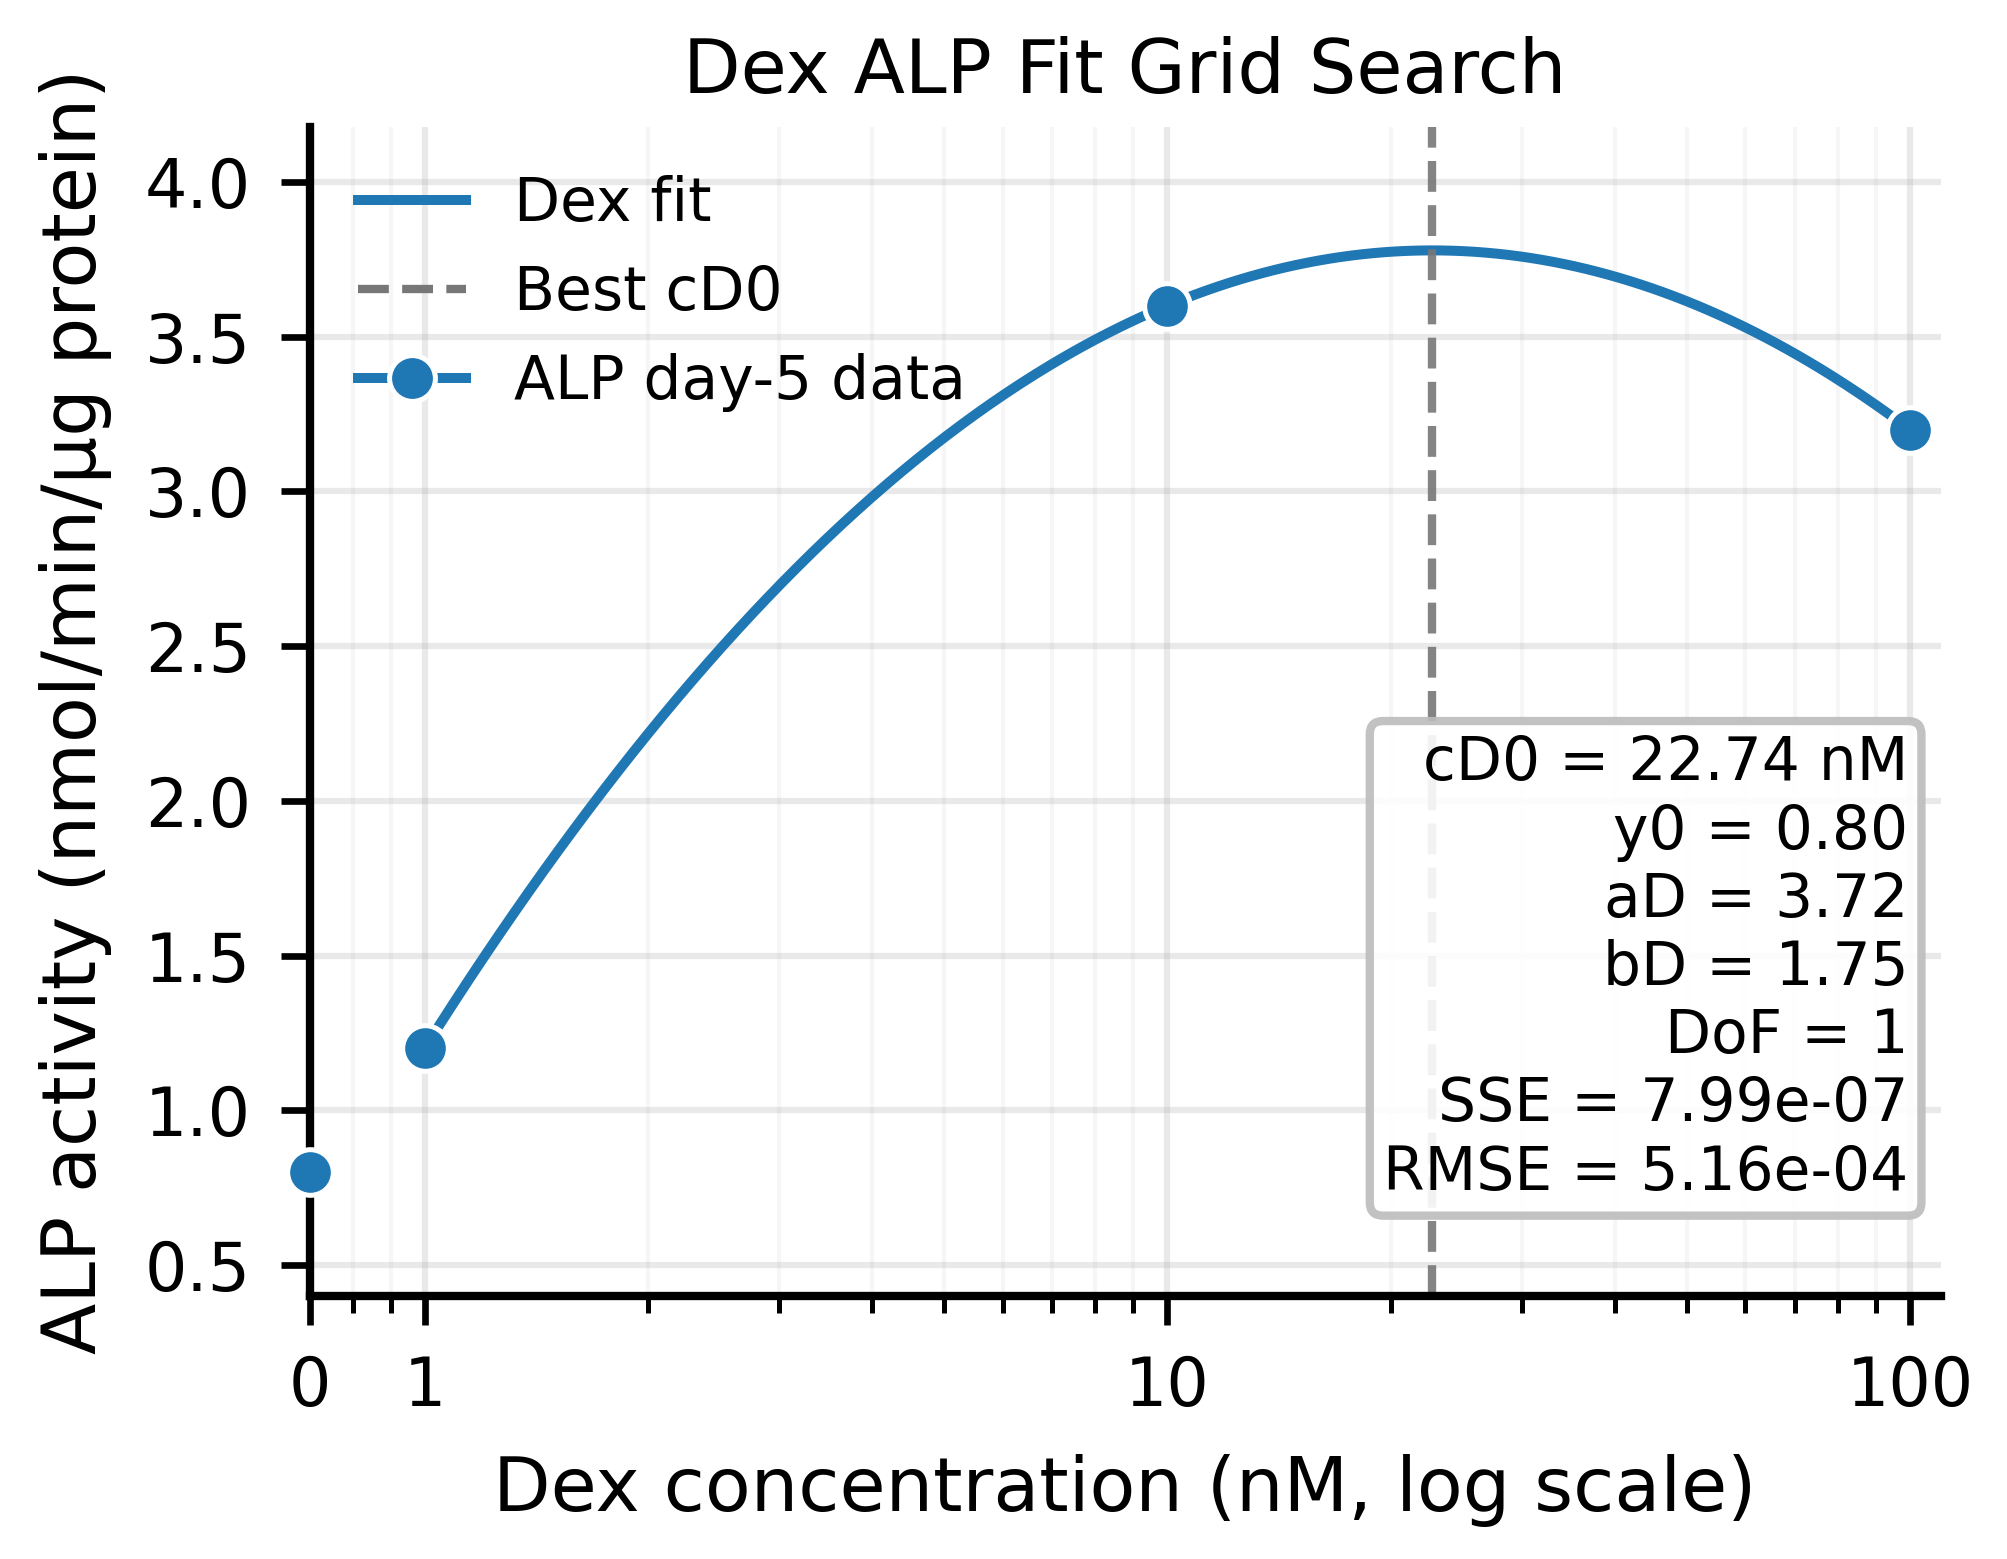 Dex ALP Fit Grid Search
ALP activity (nmol/min/µg protein)
4.0
3.5
3.0
2.5
2.0
1.5
1.0
0.5
Dex fit
Best cD0
ALP day-5 data
cD0 = 22.74 nM
y0 = 0.80
aD = 3.72
bD = 1.75
DoF = 1
SSE = 7.99e-07
RMSE = 5.16e-04
0 1 10 100
Dex concentration (nM, log scale)